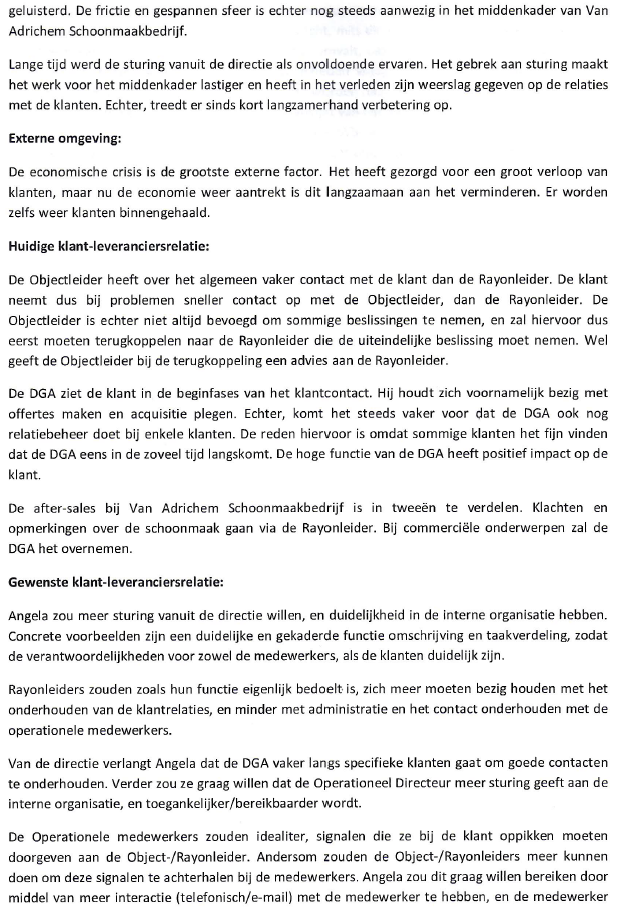 geluisterd. De frictie en gespannen sfeer is echter nog steeds aanwezig in het middenkader van Van
Adrichem Schoonmaakbedrijf.
Lange tijd werd de sturing vanuit de directie als onvoldoende ervaren. Het gebrek aan sturing maakt
het werk voor het middenkader lastiger en heeft in het verleden zijn weerslag gegeven op de relaties
met de klanten. Echter, treedt er sinds kort langzamerhand verbetering op.
Externe omgeving:
De economische crisis is de grootste externe factor. Het heeft gezorgd voor een groot verloop van
klanten, maar nu de economie weer aantrekt is dit langzaamaan aan het verminderen. Er worden
zelfs weer klanten binnengehaald.
Huidige klant-leveranciersrelatie:
De Objectleider heeft over het algemeen vaker contact met de klant dan de Rayonleider. De klant
neemt dus bij problemen sneller contact op met de Objectleider, dan de Rayonleider. De
Objectleider is echter niet altijd bevoegd om sommige beslissingen te nemen, en zal hiervoor dus
eerst moeten terugkoppelen naar de Rayonleider die de uiteindelijke beslissing moet nemen. Wel
geeft de Objectleider bij de terugkoppeling een advies aan de Rayonleider.
De DGA ziet de klant in de beginfases van het klantcontact. Hij houdt zich voornamelijk bezig met
offertes maken en acquisitie plegen. Echter, komt het steeds vaker voor dat de DGA ook nog
relatiebeheer doet bij enkele klanten. De reden hiervoor is omdat sommige klanten het fijn vinden
dat de DGA eens in de zoveel tijd langskomt. De hoge functie van de DGA heeft positief impact op de
klant.
De after-sales bij Van Adrichem Schoonmaakbedrijf is in tweeën te verdelen. Klachten en
opmerkingen over de schoonmaak gaan via de Rayonleider. Bij commerciële onderwerpen zal de
DGA het overnemen.
Gewenste klant-leveranciersrelatie:
Angela zou meer sturing vanuit de directie willen, en duidelijkheid in de interne organisatie hebben.
Concrete voorbeelden zijn een duidelijke en gekaderde functie omschrijving en taakverdeling, zodat
de verantwoordelijkheden voor zowel de medewerkers, als de klanten duidelijk zijn.
Rayonleiders zouden zoals hun functie eigenlijk bedoelt is, zich meer moeten bezig houden met het
onderhouden van de klantrelaties, en minder met administratie en het contact onderhouden met de
operationele medewerkers.
Van de directie verlangt Angela dat de DGA vaker langs specifieke klanten gaat om goede contacten
te onderhouden. Verder zou ze graag willen dat de Operationeel Directeur meer sturing geeft aan de
interne organisatie, en toegankelijker/bereikbaarder wordt.
De Operationele medewerkers zouden idealiter, signalen die ze bij de klant oppikken moeten
doorgeven aan de Object-/Rayonleider. Andersom zouden de Object-/Rayonleiders meer kunnen
doen om deze signalen te achterhalen bij de medewerkers. Angela zou dit graag willen bereiken door
middel van meer interactie (telefonisch/e-mail) met de medewerker te hebben, en de medewerker